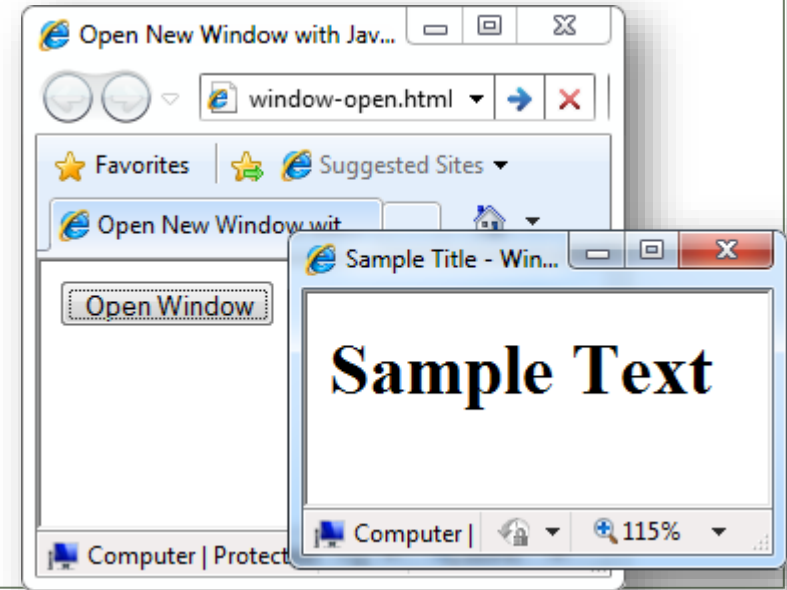 Open New Window with Jav...
window-open.html
Favorites
Suggested Sites
Open New Window wit
Sample Title - Win...
Open Window
Sample Text
Computer |
115%
Computer | Protect